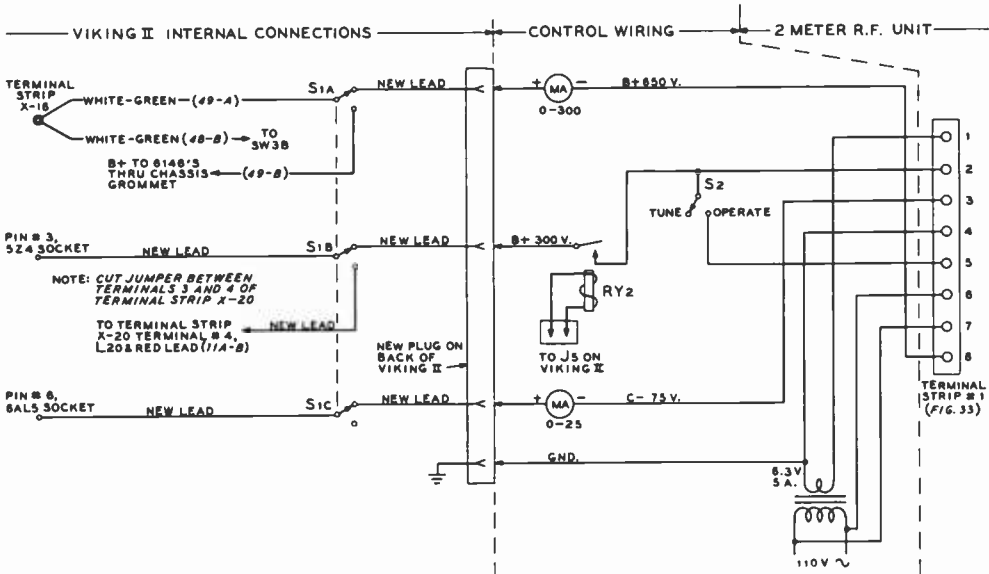 VIKING II INTERNAL CONNECTIONS
CONTROL WIRING
2 METER R.F. UNIT
TERMINAL
STRIP
X-16
WHITE-GREEN (49-A)
S1A
NEW LEAD
+ MA −
0-300
B+650 V.
WHITE-GREEN (48-B)
TO
SW3B
B+ TO 6146'S
THRU CHASSIS
GROMMET
(49-B)
1
2
3
4
5
6
7
8
S2
TUNE
OPERATE
PIN # 3,
5Z4 SOCKET
NEW LEAD
S1B
NEW LEAD
B+ 300 V.
NOTE: CUT JUMPER BETWEEN
TERMINALS 3 AND 4 OF
TERMINAL STRIP X-20
RY2
TO TERMINAL STRIP
X-20 TERMINAL # 4,
L20 & RED LEAD (11A-B)
NEW LEAD
NEW PLUG ON
BACK OF
VIKING II
TO J5 ON
VIKING II
PIN # 6,
6AL5 SOCKET
NEW LEAD
S1C
NEW LEAD
+ MA −
0-25
C- 75 V.
TERMINAL
STRIP # 1
(FIG. 33)
GND.
6.3 V
5 A.
110 V ~